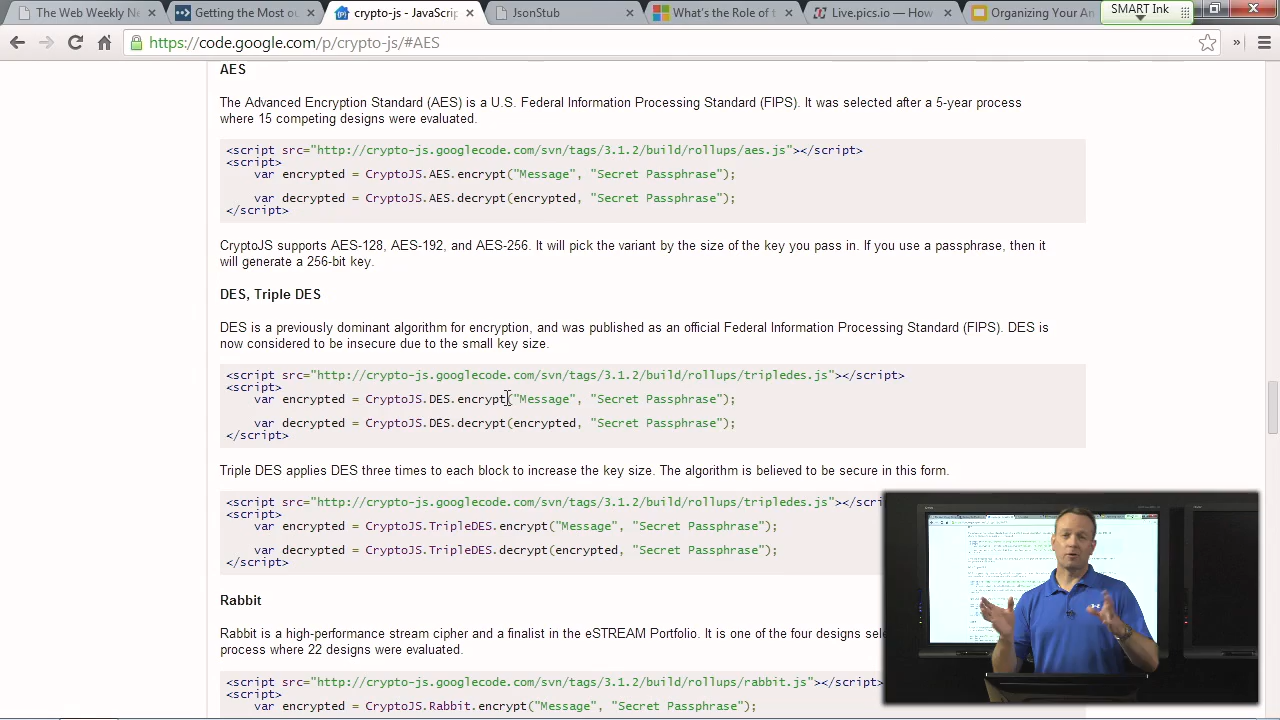 The Web Weekly Ne
Getting the Most
crypto-js - JavaScrip
JsonStum
What is the Role of
Apiepic.io — How
Organizing Your An
SMART Ink
https://code.google.com/p/crypto-js/#AES
AES
The Advanced Encryption Standard (AES) is a U.S. Federal Information Processing Standard (FIPS). It was selected after a 5-year process
where 15 competing designs were evaluated.
<script src="http://crypto-js.googlecode.com/svn/tags/3.1.2/build/rollups/aes.js"></script>
<script>
var encrypted = CryptoJS.AES.encrypt("Message", "Secret Passphrase");
var decrypted = CryptoJS.AES.decrypt(encrypted, "Secret Passphrase");
</script>
CryptoJS supports AES-128, AES-192, and AES-256. It will pick the variant by the size of the key you pass in. If you use a passphrase, then it
will generate a 256-bit key.
DES, Triple DES
DES is a previously dominant algorithm for encryption, and was published as an official Federal Information Processing Standard (FIPS). DES is
now considered to be insecure due to the small key size.
<script src="http://crypto-js.googlecode.com/svn/tags/3.1.2/build/rollups/tripledes.js"></script>
<script>
var encrypted = CryptoJS.DES.encrypt("Message", "Secret Passphrase");
var decrypted = CryptoJS.DES.decrypt(encrypted, "Secret Passphrase");
</script>
Triple DES applies DES three times to each block to increase the key size. The algorithm is believed to be secure in this form.
<script src="http://crypto-js.googlecode.com/svn/tags/3.1.2/build/rollups/tripledes.js"></sc
<script>
var encrypted = CryptoJS.TripleDES.encrypt("Message", "Secret Passphrase");
var decrypted = CryptoJS.TripleDES.decrypt(encrypted, "Secret Pas
</script>
Rabbit
Rabbit is a high-performance stream cipher and a finalist in the eSTREAM Portfolio. It is one of the four designs sele
process where 22 designs were evaluated.
<script src="http://crypto-js.googlecode.com/svn/tags/3.1.2/build/rollups/rabbit.js"></script>
<script>
var encrypted = CryptoJS.Rabbit.encrypt("Message", "Secret Passphrase");